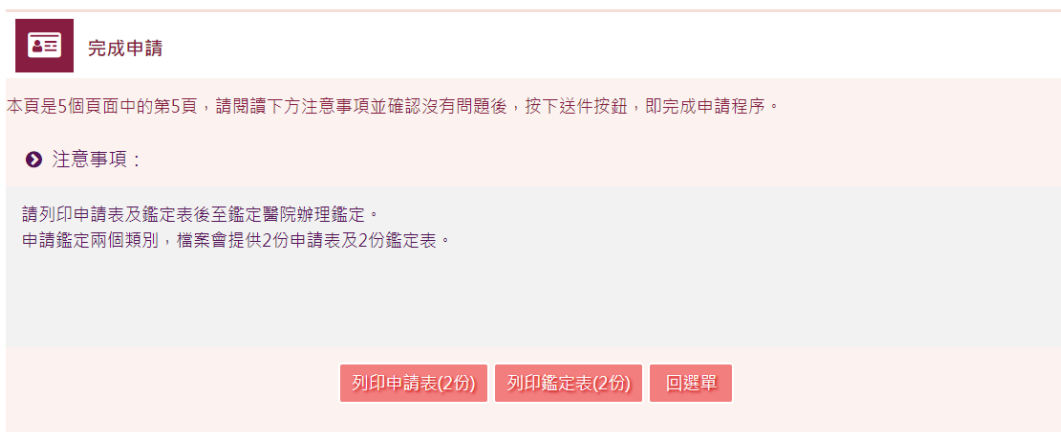 完成申請
本頁是5個頁面中的第5頁，請閱讀下方注意事項並確認沒有問題後，按下送件按鈕，即完成申請程序。
注意事項：
請列印申請表及鑑定表後至鑑定醫院辦理鑑定。
申請鑑定兩個類別，檔案會提供2份申請表及2份鑑定表。
列印申請表(2份) 列印鑑定表(2份) 回選單